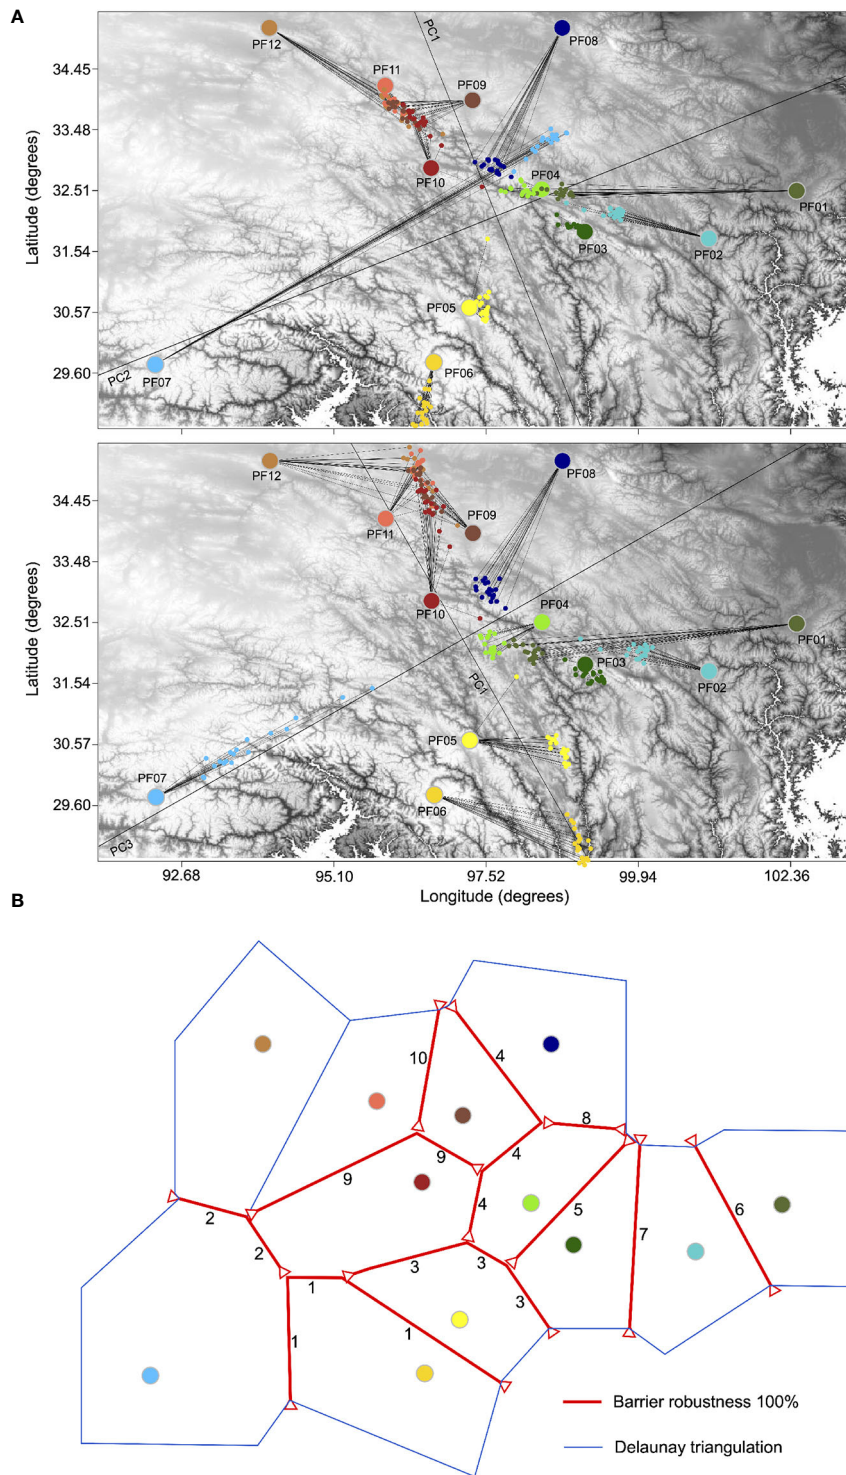 A
PC1
PF12
PF08
34.45
PF11
PF09
33.48
PF10
PF04
32.51
PF01
31.54
PF03
PF02
30.57
PF05
29.60
PC2
PF07
PF06
Latitude (degrees)
PF12
PF08
34.45
PF11
PF09
33.48
PF10
PF04
32.51
PF01
PF03
31.54
PC1
PF02
30.57
PF05
PF07
29.60
PF06
PC3
Latitude (degrees)
92.68 95.10 97.52 99.94 102.36
Longitude (degrees)
B
10
4
8
9
4
9
4
5
6
2
7
2
3
3
1
3
1
1
Barrier robustness 100%
Delaunay triangulation